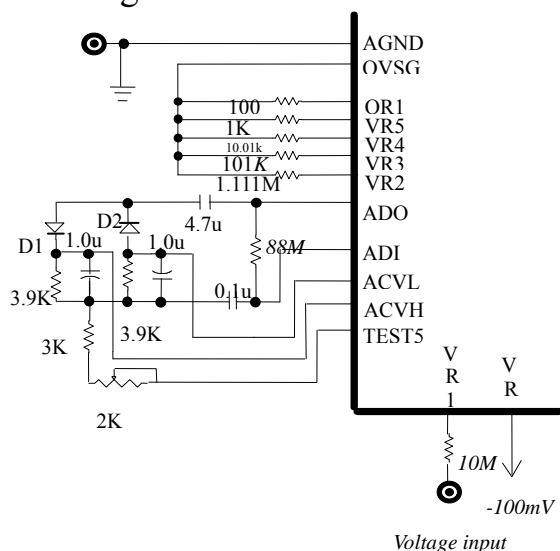 AGND
OVSG
OR1
100
VR5
1K
VR4
10.01k
VR3
101K
VR2
1.111M
ADO
D2
4.7u
D1
1.0u
1.0u
88M
ADI
ACVL
0.1u
3.9K
ACVH
3.9K
TEST5
3K
2K
V
R
1
V
R
10M
-100mV
Voltage input